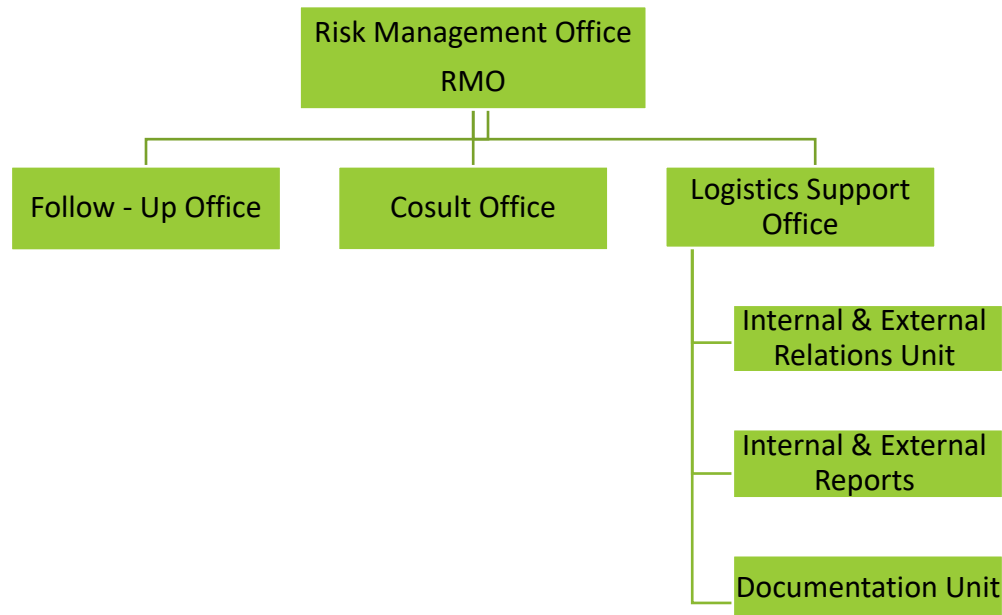 Risk Management Office
RMO
Follow - Up Office
Cosult Office
Logistics Support
Office
Internal & External
Relations Unit
Internal & External
Reports
Documentation Unit